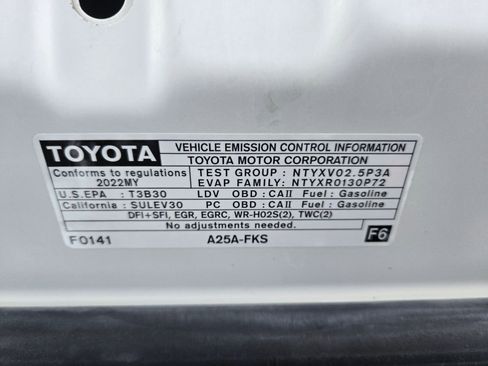 TOYOTA VEHICLE EMISSION CONTROL INFORMATION
TOYOTA MOTOR CORPORATION
Conforms to regulations TEST GROUP : NTYXV02.5P3A
2022MY EVAP FAMILY: NTYXR0130P72
U.S.EPA : T3B30 LDV OBD : CAII Fuel : Gasoline
California : SULEV30 PC OBD : CAII Fuel : Gasoline
DFI+SFI, EGR, EGRC, WR-HO2S(2), TWC(2)
No adjustments needed.
F0141 A25A-FKS F6